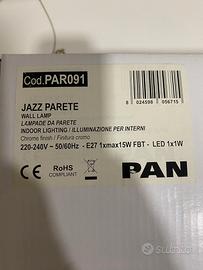 Cod.PAR091
JAZZ PARETE
WALL LAMP
LAMPADE DA PARETE
INDOOR LIGHTING / ILLUMINAZIONE PER INTERNI
Chrome finish / Finitura cromo
220-240V ~ 50/60Hz - E27 1xmax15W FBT - LED 1x1W
8 024598 056715
CE
RoHS
COMPLIANT
PAN
subito